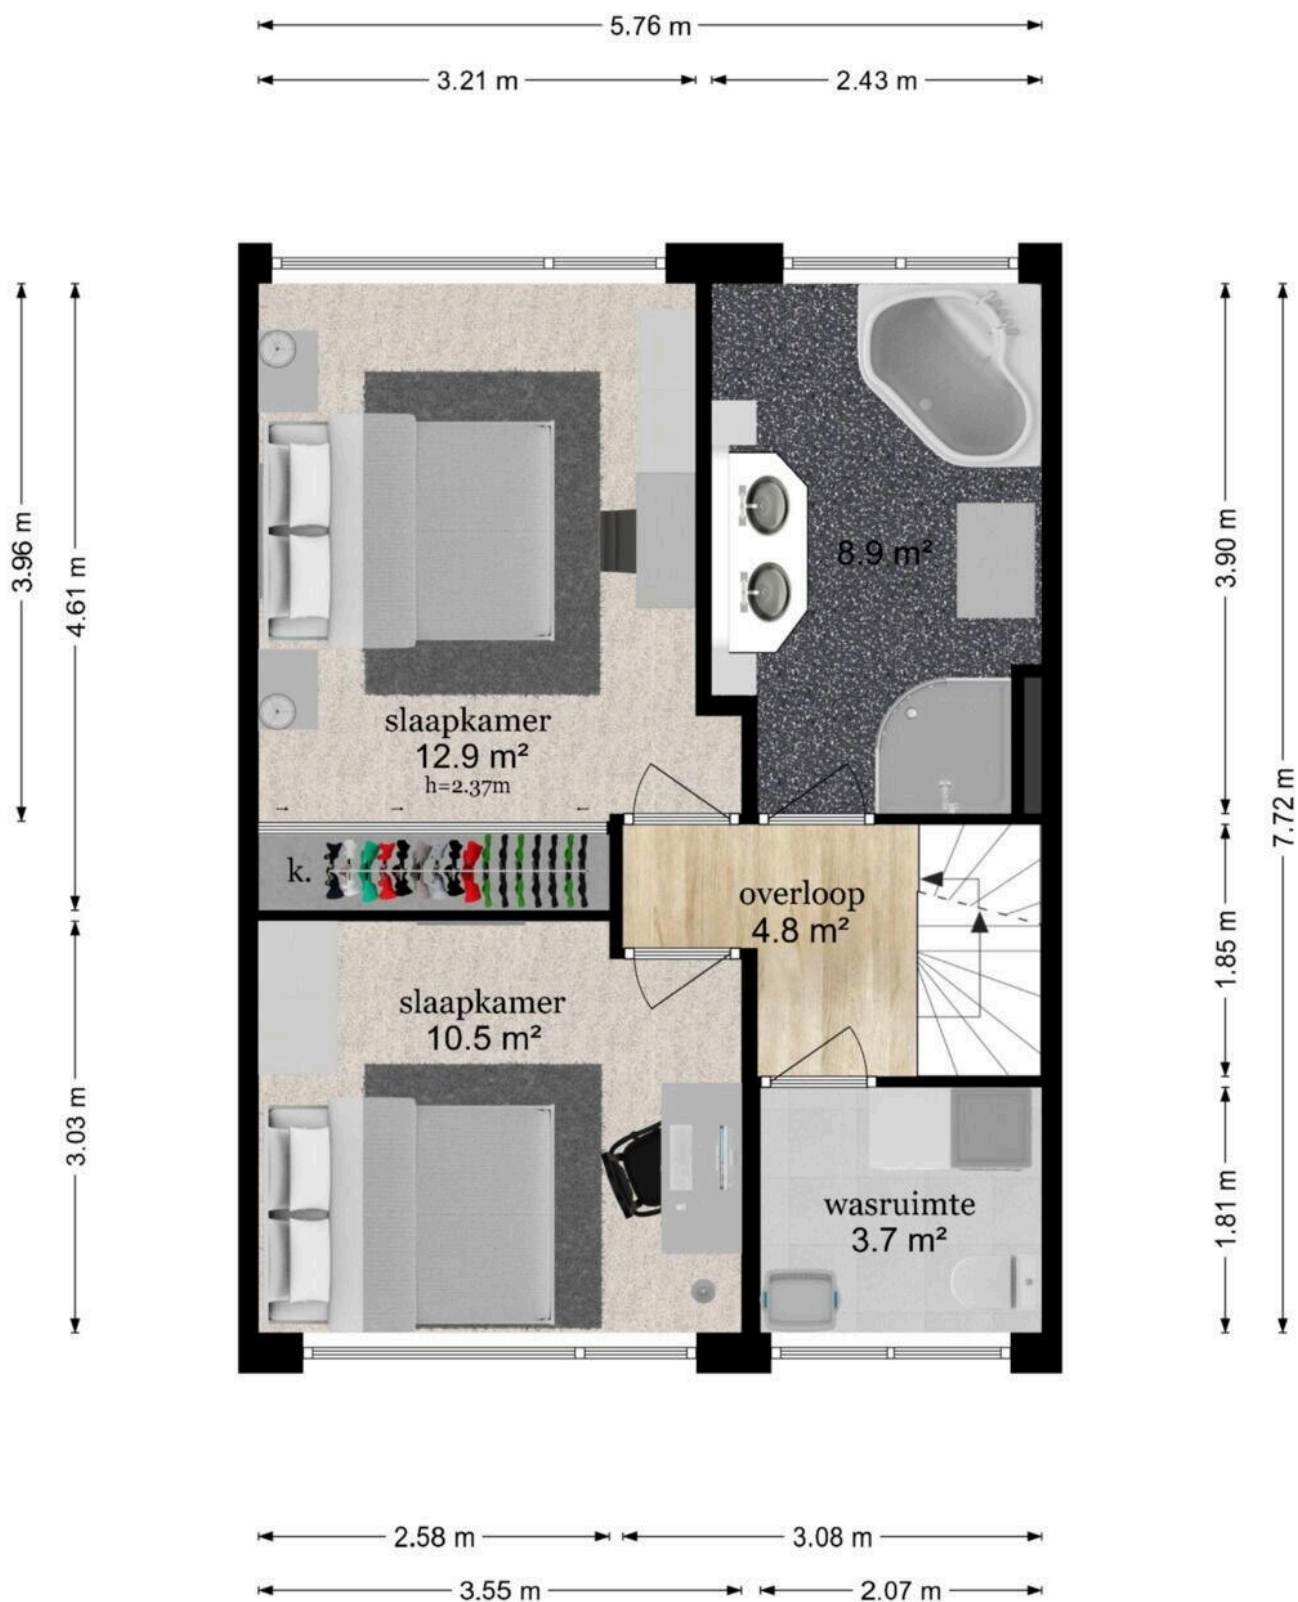 5.76 m
3.21 m
2.43 m
3.96 m
4.61 m
3.90 m
8.9 m²
slaapkamer
12.9 m²
h=2.37m
7.72 m
k.
overloop
4.8 m²
1.85 m
slaapkamer
10.5 m²
3.03 m
1.81 m
wasruimte
3.7 m²
2.58 m
3.08 m
3.55 m
2.07 m